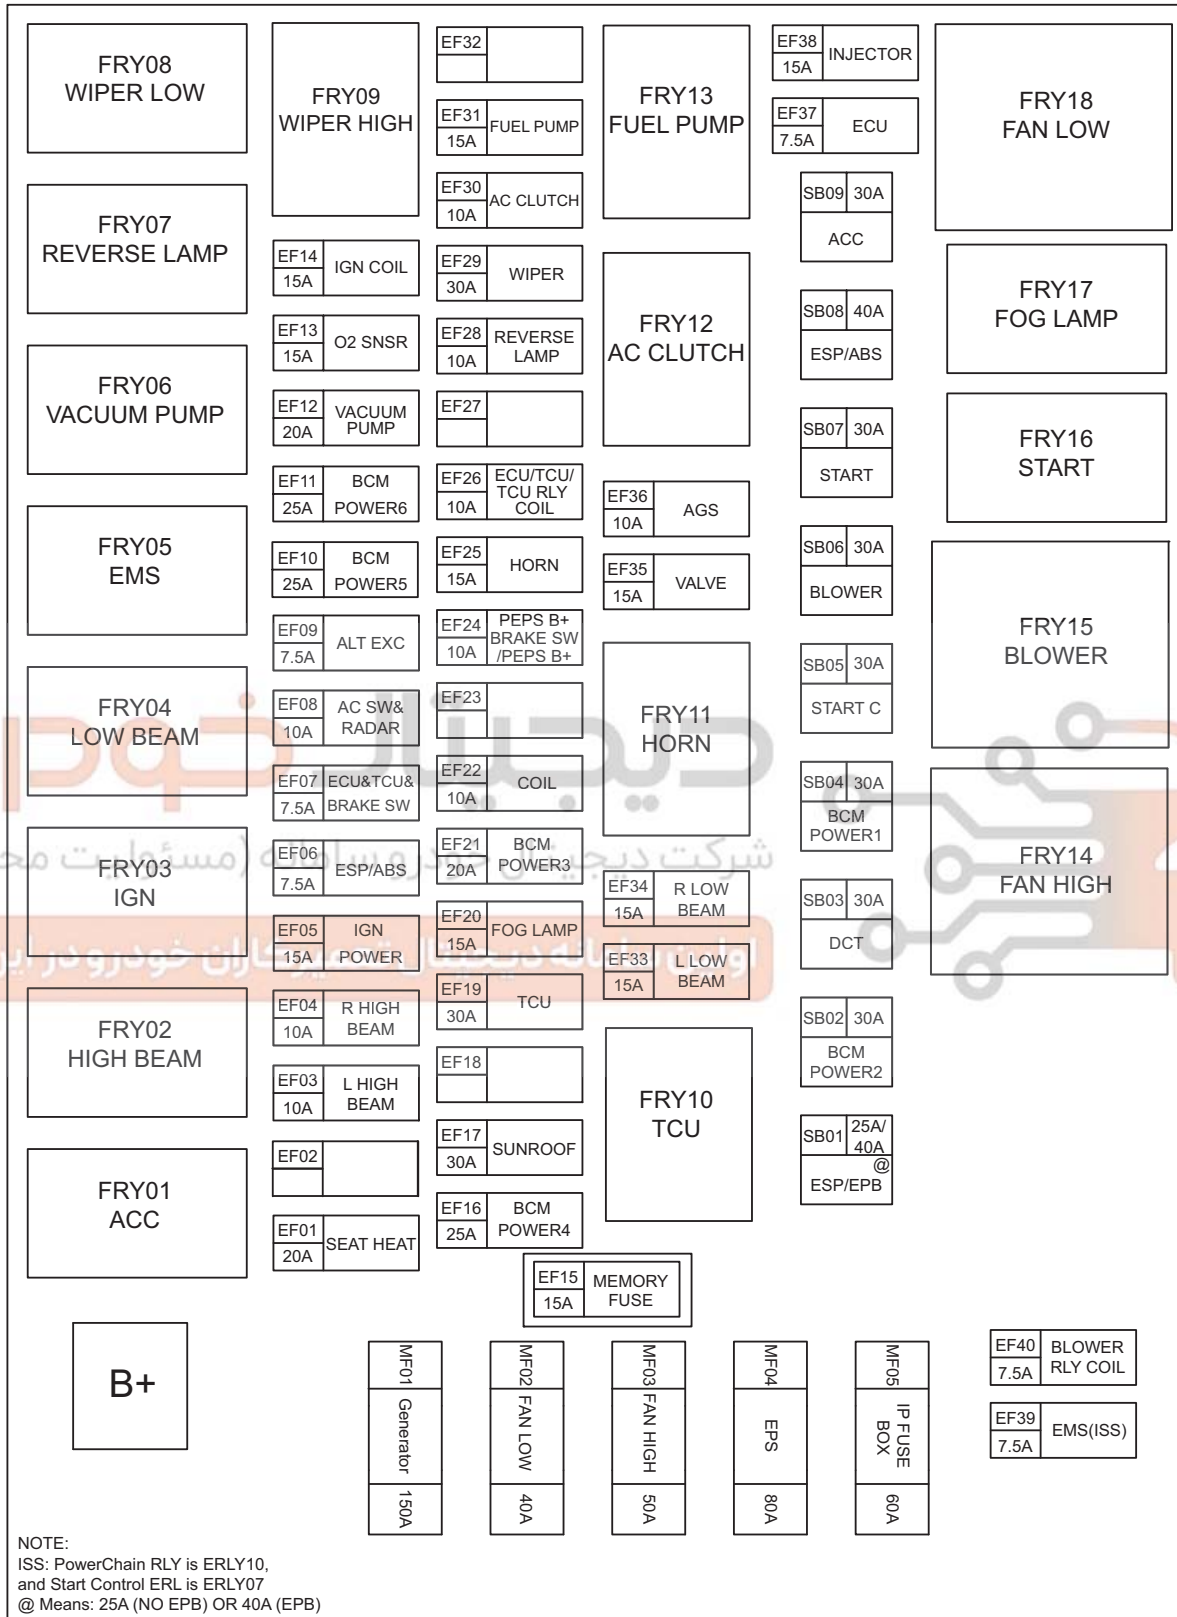 FRY08
WIPER LOW
FRY07
REVERSE LAMP
FRY06
VACUUM PUMP
FRY05
EMS
FRY04
LOW BEAM
FRY03
IGN
FRY02
HIGH BEAM
FRY01
ACC
B+
FRY09
WIPER HIGH
EF14
15A
IGN COIL
EF13
15A
O2 SNSR
EF12
20A
VACUUM
PUMP
EF11
25A
BCM
POWER6
EF10
25A
BCM
POWER5
EF09
7.5A
ALT EXC
EF08
10A
AC SW&
RADAR
EF07
7.5A
ECU&TCU&
BRAKE SW
EF06
7.5A
ESP/ABS
EF05
15A
IGN
POWER
EF04
10A
R HIGH
BEAM
EF03
10A
L HIGH
BEAM
EF02
EF01
20A
SEAT HEAT
EF32
EF31
15A
FUEL PUMP
EF30
10A
AC CLUTCH
EF29
30A
WIPER
EF28
10A
REVERSE
LAMP
EF27
EF26
10A
ECU/TCU/
TCU RLY
COIL
EF25
15A
HORN
EF24
10A
PEPS B+
BRAKE SW
/PEPS B+
EF23
EF22
10A
COIL
EF21
20A
BCM
POWER3
EF20
15A
FOG LAMP
EF19
30A
TCU
EF18
EF17
30A
SUNROOF
EF16
25A
BCM
POWER4
EF15
15A
MEMORY
FUSE
FRY13
FUEL PUMP
FRY12
AC CLUTCH
EF36
10A
AGS
EF35
15A
VALVE
FRY11
HORN
EF34
15A
R LOW
BEAM
EF33
15A
L LOW
BEAM
FRY10
TCU
EF38
15A
INJECTOR
EF37
7.5A
ECU
SB09
30A
ACC
SB08
40A
ESP/ABS
SB07
30A
START
SB06
30A
BLOWER
SB05
30A
START C
SB04
30A
BCM
POWER1
SB03
30A
DCT
SB02
30A
BCM
POWER2
SB01
25A/
40A
@
ESP/EPB
FRY18
FAN LOW
FRY17
FOG LAMP
FRY16
START
FRY15
BLOWER
FRY14
FAN HIGH
MF01
Generator
150A
MF02
FAN LOW
40A
MF03
FAN HIGH
50A
MF04
EPS
80A
MF05
IP FUSE
BOX
60A
EF40
7.5A
BLOWER
RLY COIL
EF39
7.5A
EMS(ISS)
دیجیتال خودرو
شرکت دیجیتال خودرو سامانه (مسئولیت
اولین سامانه دیجیتال تعمیرکاران خودرو در
NOTE:
ISS: PowerChain RLY is ERLY10,
and Start Control ERL is ERLY07
@ Means: 25A (NO EPB) OR 40A (EPB)